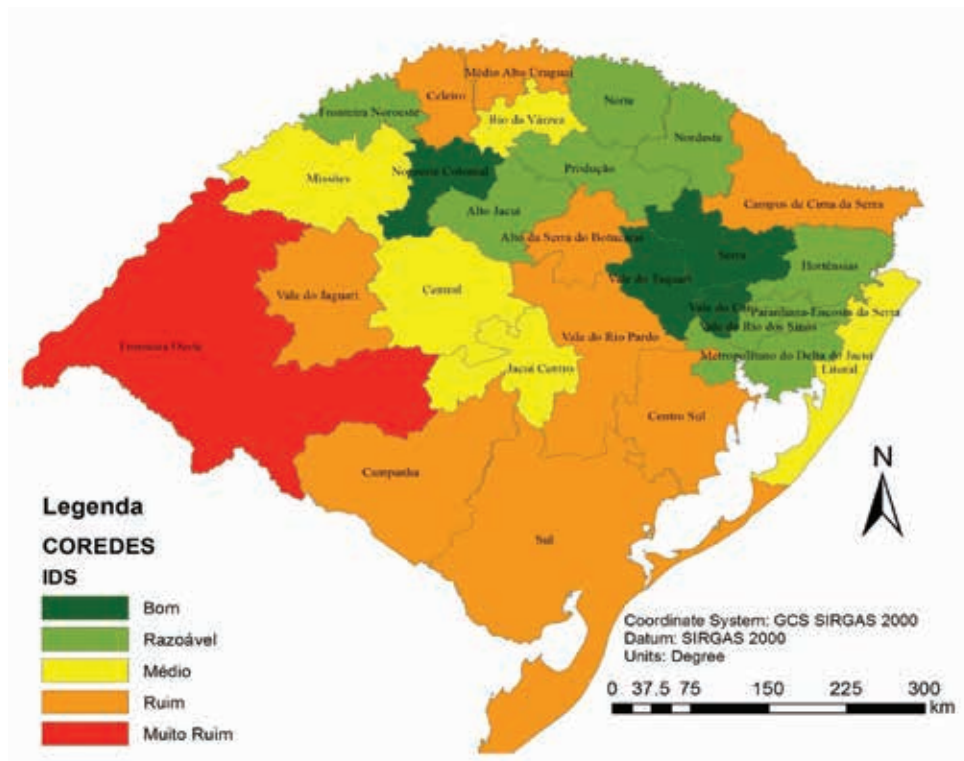 Médio Alto Uruguai
Celeiro
Norte
Fronteira Noroeste
Rio da Várzea
Nordeste
Produção
Noroeste Colonial
Missões
Campos de Cima da Serra
Alto Jacuí
Alto da Serra do Botucaraí
Serra
Hortênsias
Vale do Taquari
Central
Vale do Jaguari
Vale do Caí
Paranhana-Encosta da Serra
Vale do Rio dos Sinos
Vale do Rio Pardo
Fronteira Oeste
Metropolitano do Delta do Jacuí
Jacuí Centro
Litoral
Centro Sul
Campanha
Sul
N
Legenda
COREDES
IDS
Bom
Razoável
Médio
Ruim
Muito Ruim
Coordinate System: GCS SIRGAS 2000
Datum: SIRGAS 2000
Units: Degree
0 37.5 75 150 225 300
km